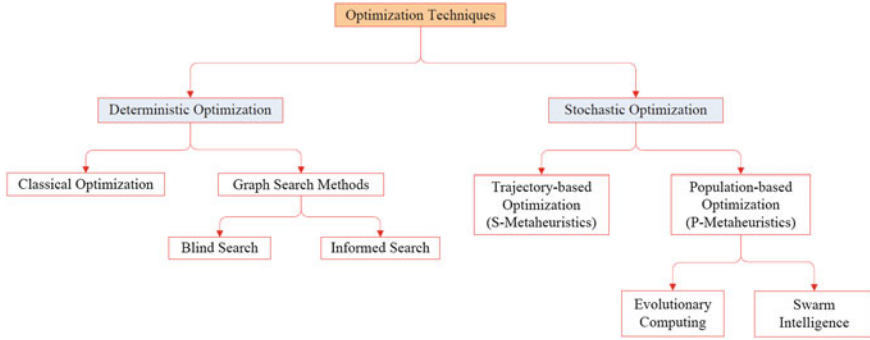 Optimization Techniques
Deterministic Optimization
Stochastic Optimization
Classical Optimization
Graph Search Methods
Trajectory-based
Optimization
(S-Metaheuristics)
Population-based
Optimization
(P-Metaheuristics)
Blind Search
Informed Search
Evolutionary
Computing
Swarm
Intelligence